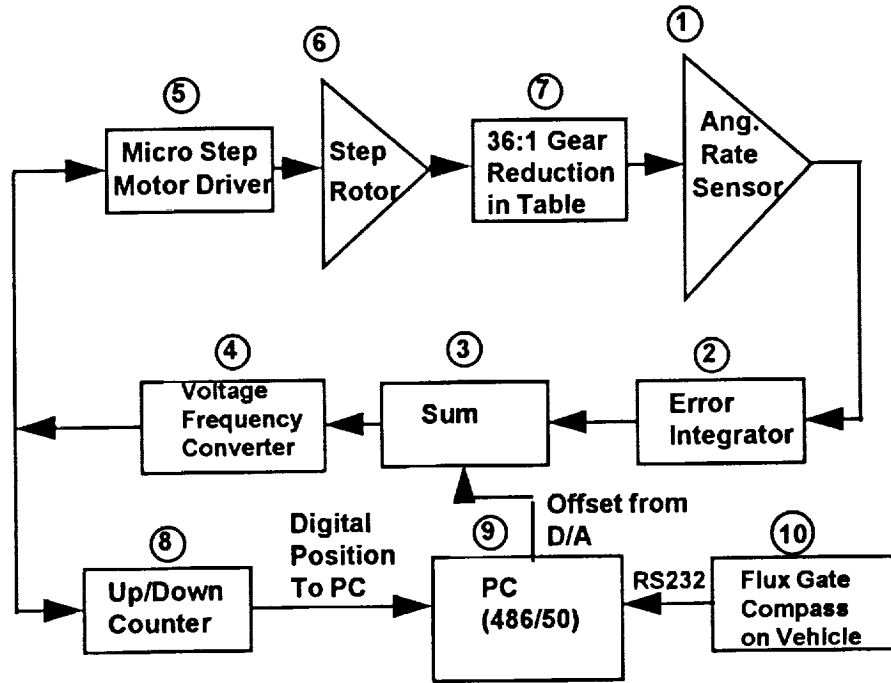 1
6
5
7
Micro Step
Motor Driver
Step
Rotor
36:1 Gear
Reduction
in Table
Ang.
Rate
Sensor
4
3
2
Voltage
Frequency
Converter
Sum
Error
Integrator
8
Digital
Position
To PC
9
Offset from
D/A
10
Up/Down
Counter
PC
(486/50)
RS232
Flux Gate
Compass
on Vehicle